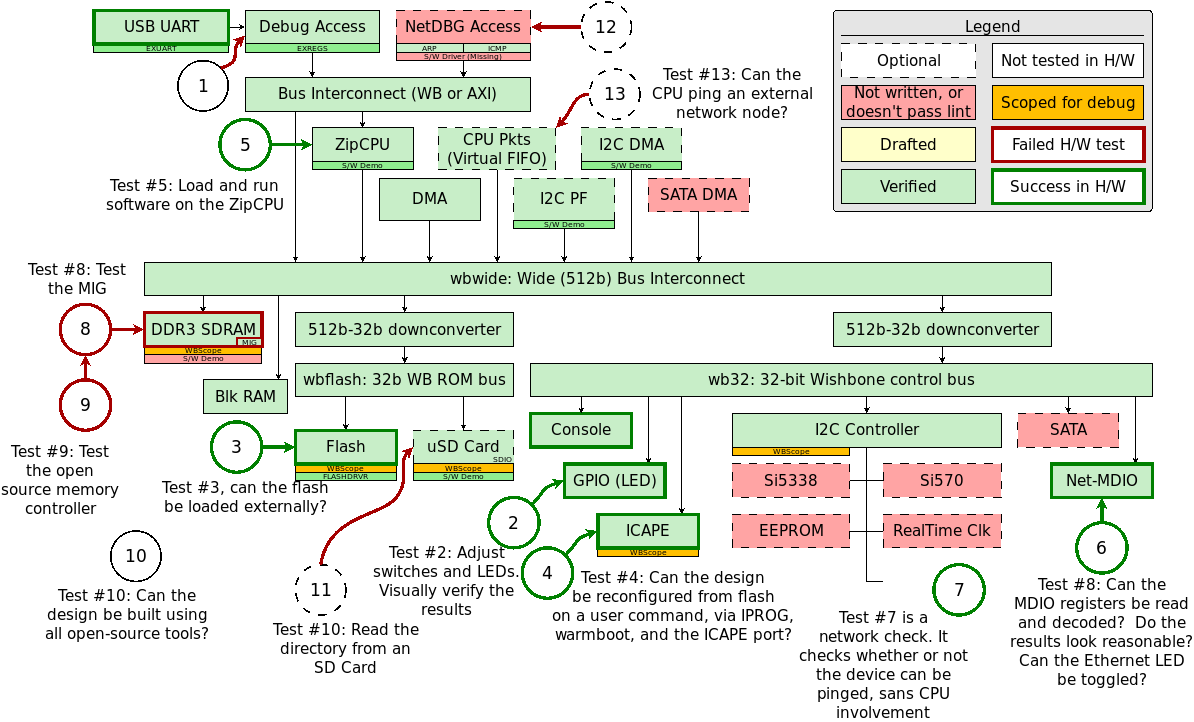 USB UART
EXUART
Debug Access
EXREGS
NetDBG Access
ARP
ICMP
S/W Driver (Missing)
12
1
Bus Interconnect (WB or AXI)
13
Test #13: Can the
CPU ping an external
network node?
Legend
Optional
Not tested in H/W
Not written, or
doesn't pass lint
Scoped for debug
Drafted
Failed H/W test
Verified
Success in H/W
5
ZipCPU
S/W Demo
CPU Pkts
(Virtual FIFO)
I2C DMA
S/W Demo
Test #5: Load and run
software on the ZipCPU
DMA
I2C PF
S/W Demo
SATA DMA
wbwide: Wide (512b) Bus Interconnect
Test #8: Test
the MIG
8
DDR3 SDRAM
MIG
WBScope
S/W Demo
512b-32b downconverter
512b-32b downconverter
9
Blk RAM
wbflash: 32b WB ROM bus
wb32: 32-bit Wishbone control bus
Test #9: Test
the open
source memory
controller
3
Flash
WBScope
FLASHDRVR
uSD Card
SDIO
WBScope
S/W Demo
Test #3, can the flash
be loaded externally?
Console
GPIO (LED)
ICAPE
WBScope
I2C Controller
WBScope
Si5338
Si570
EEPROM
RealTime Clk
SATA
Net-MDIO
2
4
6
7
10
Test #10: Can the
design be built using
all open-source tools?
11
Test #10: Read the
directory from an
SD Card
Test #2: Adjust
switches and LEDs.
Visually verify the
results
Test #4: Can the design
be reconfigured from flash
on a user command, via IPROG,
warmboot, and the ICAPE port?
Test #7 is a
network check. It
checks whether or not
the device can be
pinged, sans CPU
involvement
Test #8: Can the
MDIO registers be read
and decoded? Do the
results look reasonable?
Can the Ethernet LED
be toggled?